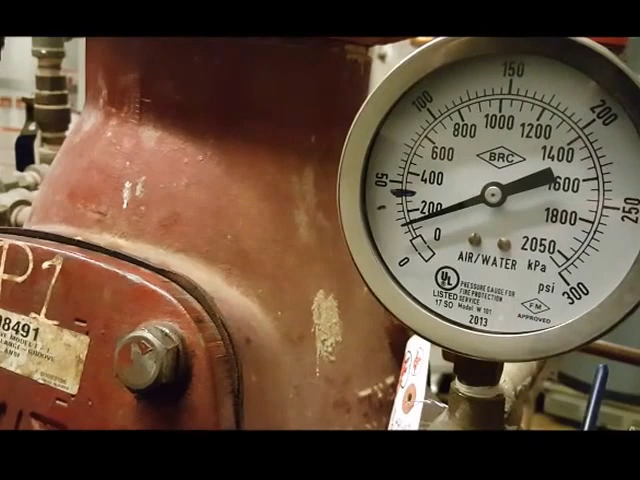 P1
08491
ANSI
0
50
100
150
200
250
300
0
200
400
600
800
1000
1200
1400
1600
1800
2050
BRC
AIR/WATER
kPa
psi
UL
LISTED
17 SO
PRESSURE GAUGE FOR
FIRE PROTECTION
SERVICE
Model W 101
2013
FM
APPROVED